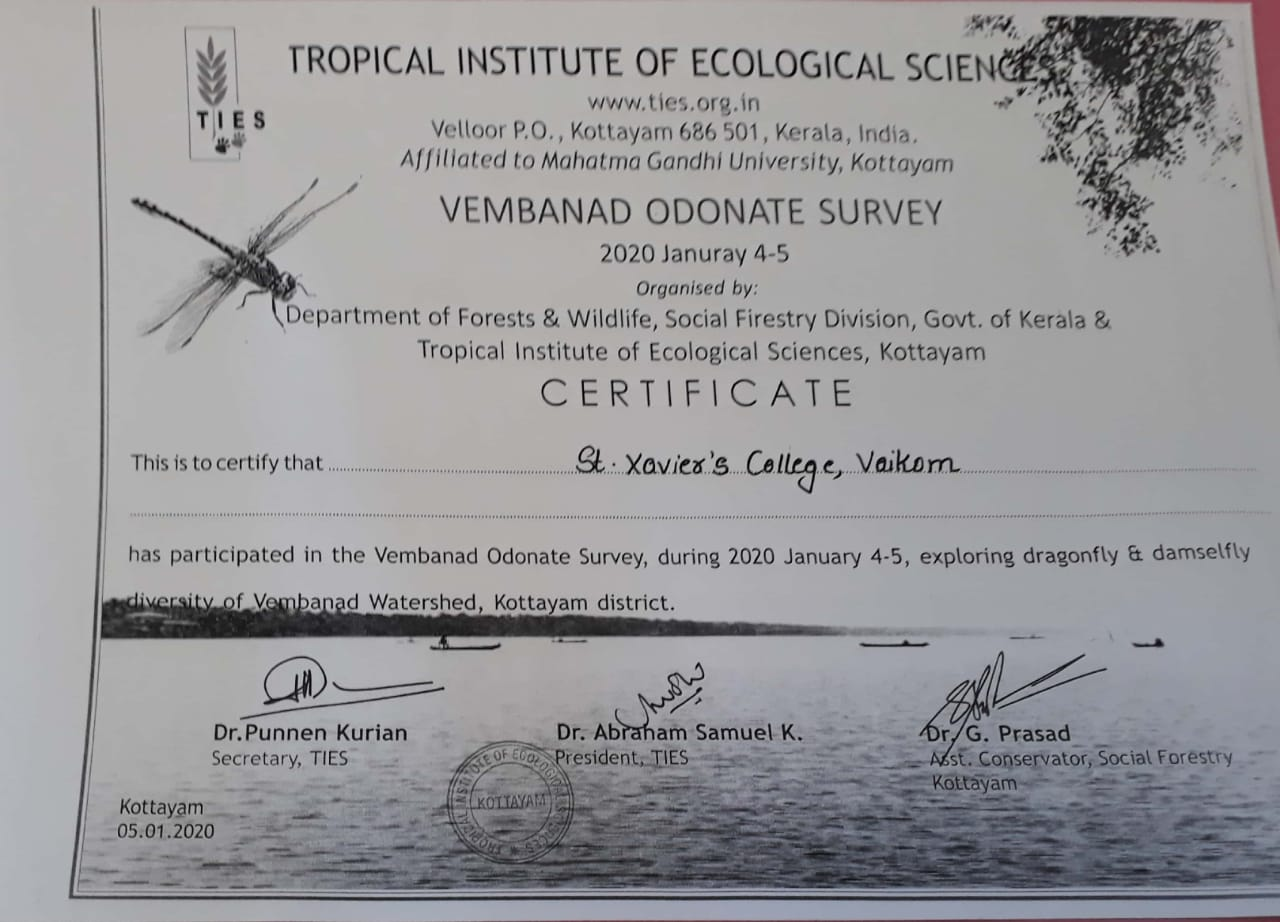 TIES
TROPICAL INSTITUTE OF ECOLOGICAL SCIENCES
www.ties.org.in
Velloor P.O., Kottayam 686 501, Kerala, India.
Affiliated to Mahatma Gandhi University, Kottayam
VEMBANAD ODONATE SURVEY
2020 Januray 4-5
Organised by:
Department of Forests & Wildlife, Social Firestry Division, Govt. of Kerala &
Tropical Institute of Ecological Sciences, Kottayam
CERTIFICATE
This is to certify that St. Xavier's College, Vaikom
has participated in the Vembanad Odonate Survey, during 2020 January 4-5, exploring dragonfly & damselfly
diversity of Vembanad Watershed, Kottayam district.
Dr.Punnen Kurian
Secretary, TIES
Dr. Abraham Samuel K.
President, TIES
Dr. G. Prasad
Asst. Conservator, Social Forestry
Kottayam
Kottayam
05.01.2020
TROPICAL INSTITUTE OF ECOLOGICAL SCIENCES
KOTTAYAM